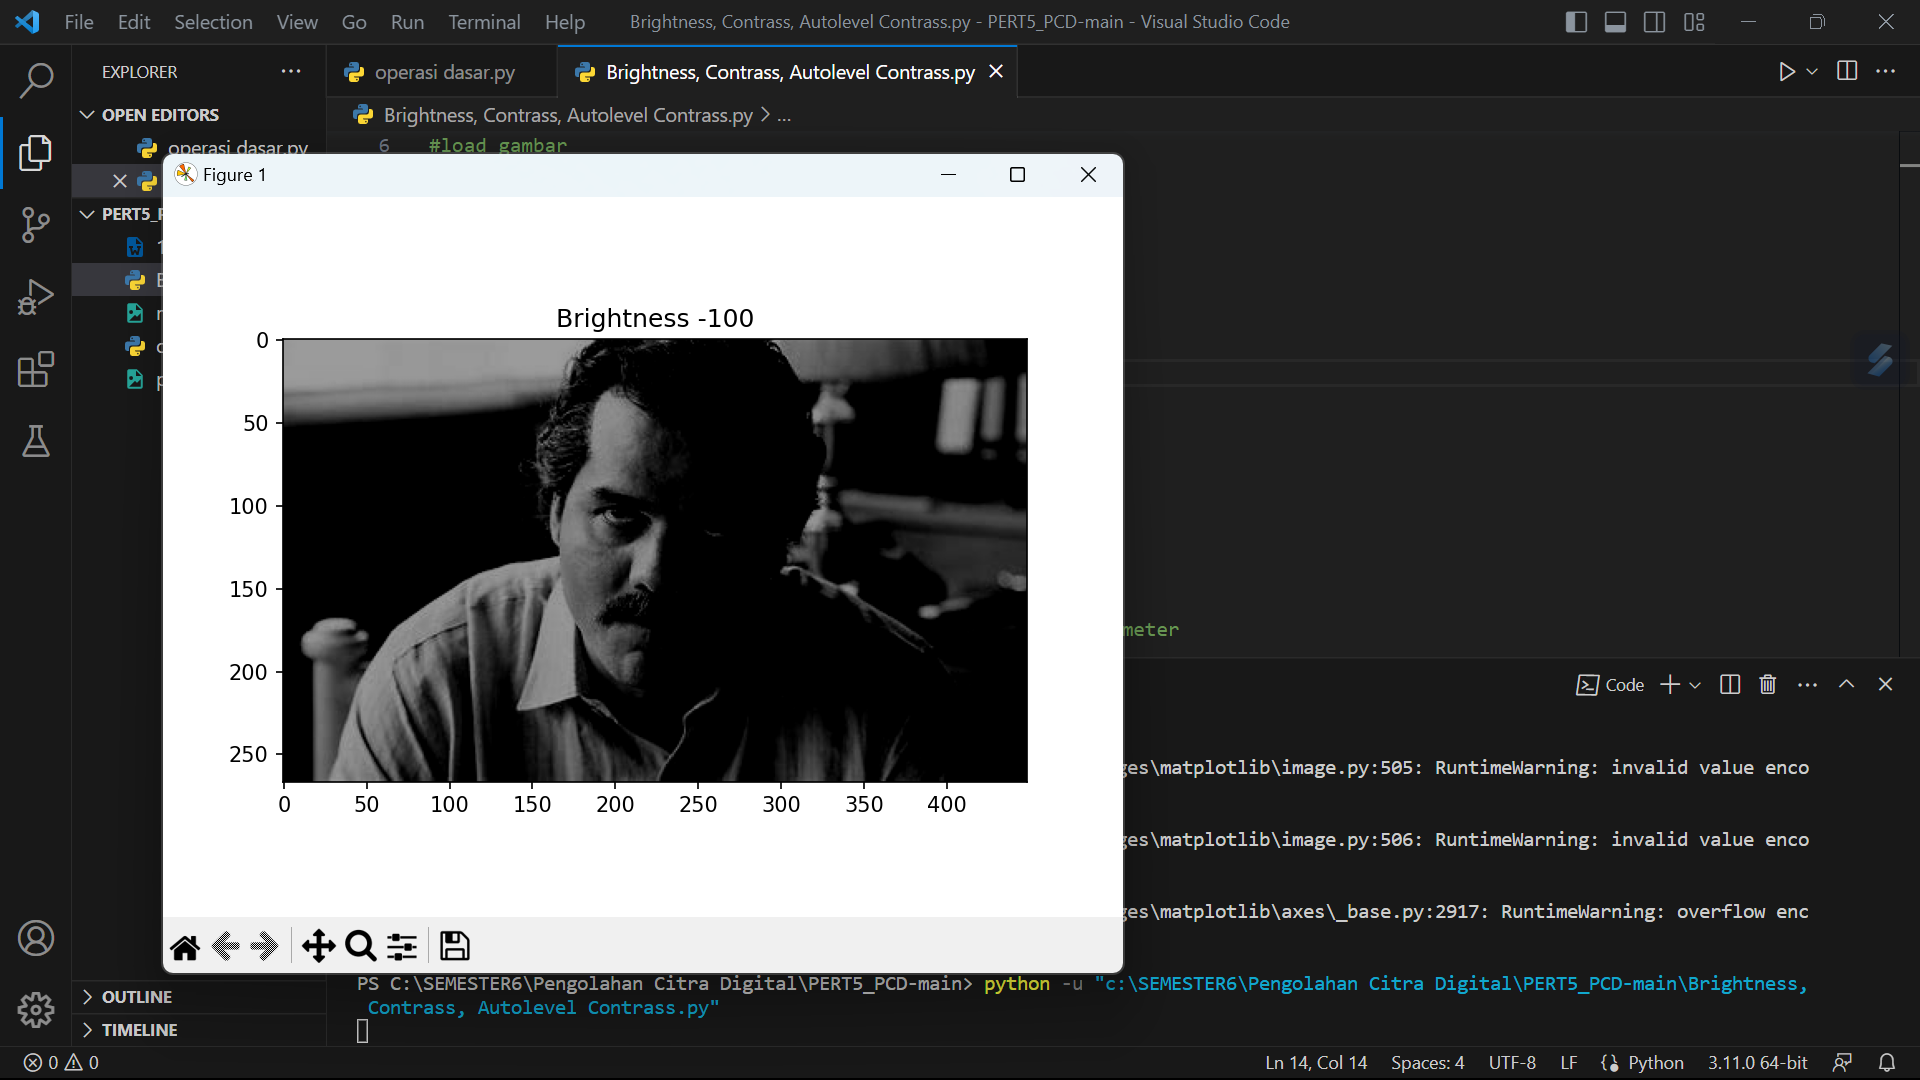 File Edit Selection View Go Run Terminal Help
Brightness, Contrass, Autolevel Contrass.py - PERT5_PCD-main - Visual Studio Code
EXPLORER
operasi dasar.py
Brightness, Contrass, Autolevel Contrass.py
OPEN EDITORS
Brightness, Contrass, Autolevel Contrass.py > ...
operasi dasar.py
6 #load gambar
Figure 1
PERT5_
Brightness -100
0
50
100
150
200
250
0 50 100 150 200 250 300 350 400
meter
Code
ges\matplotlib\image.py:505: RuntimeWarning: invalid value enco
ges\matplotlib\image.py:506: RuntimeWarning: invalid value enco
ges\matplotlib\axes\_base.py:2917: RuntimeWarning: overflow enc
PS C:\SEMESTER6\Pengolahan Citra Digital\PERT5_PCD-main> python -u "c:\SEMESTER6\Pengolahan Citra Digital\PERT5_PCD-main\Brightness,
Contrass, Autolevel Contrass.py"
OUTLINE
TIMELINE
0 0
Ln 14, Col 14 Spaces: 4 UTF-8 LF Python 3.11.0 64-bit